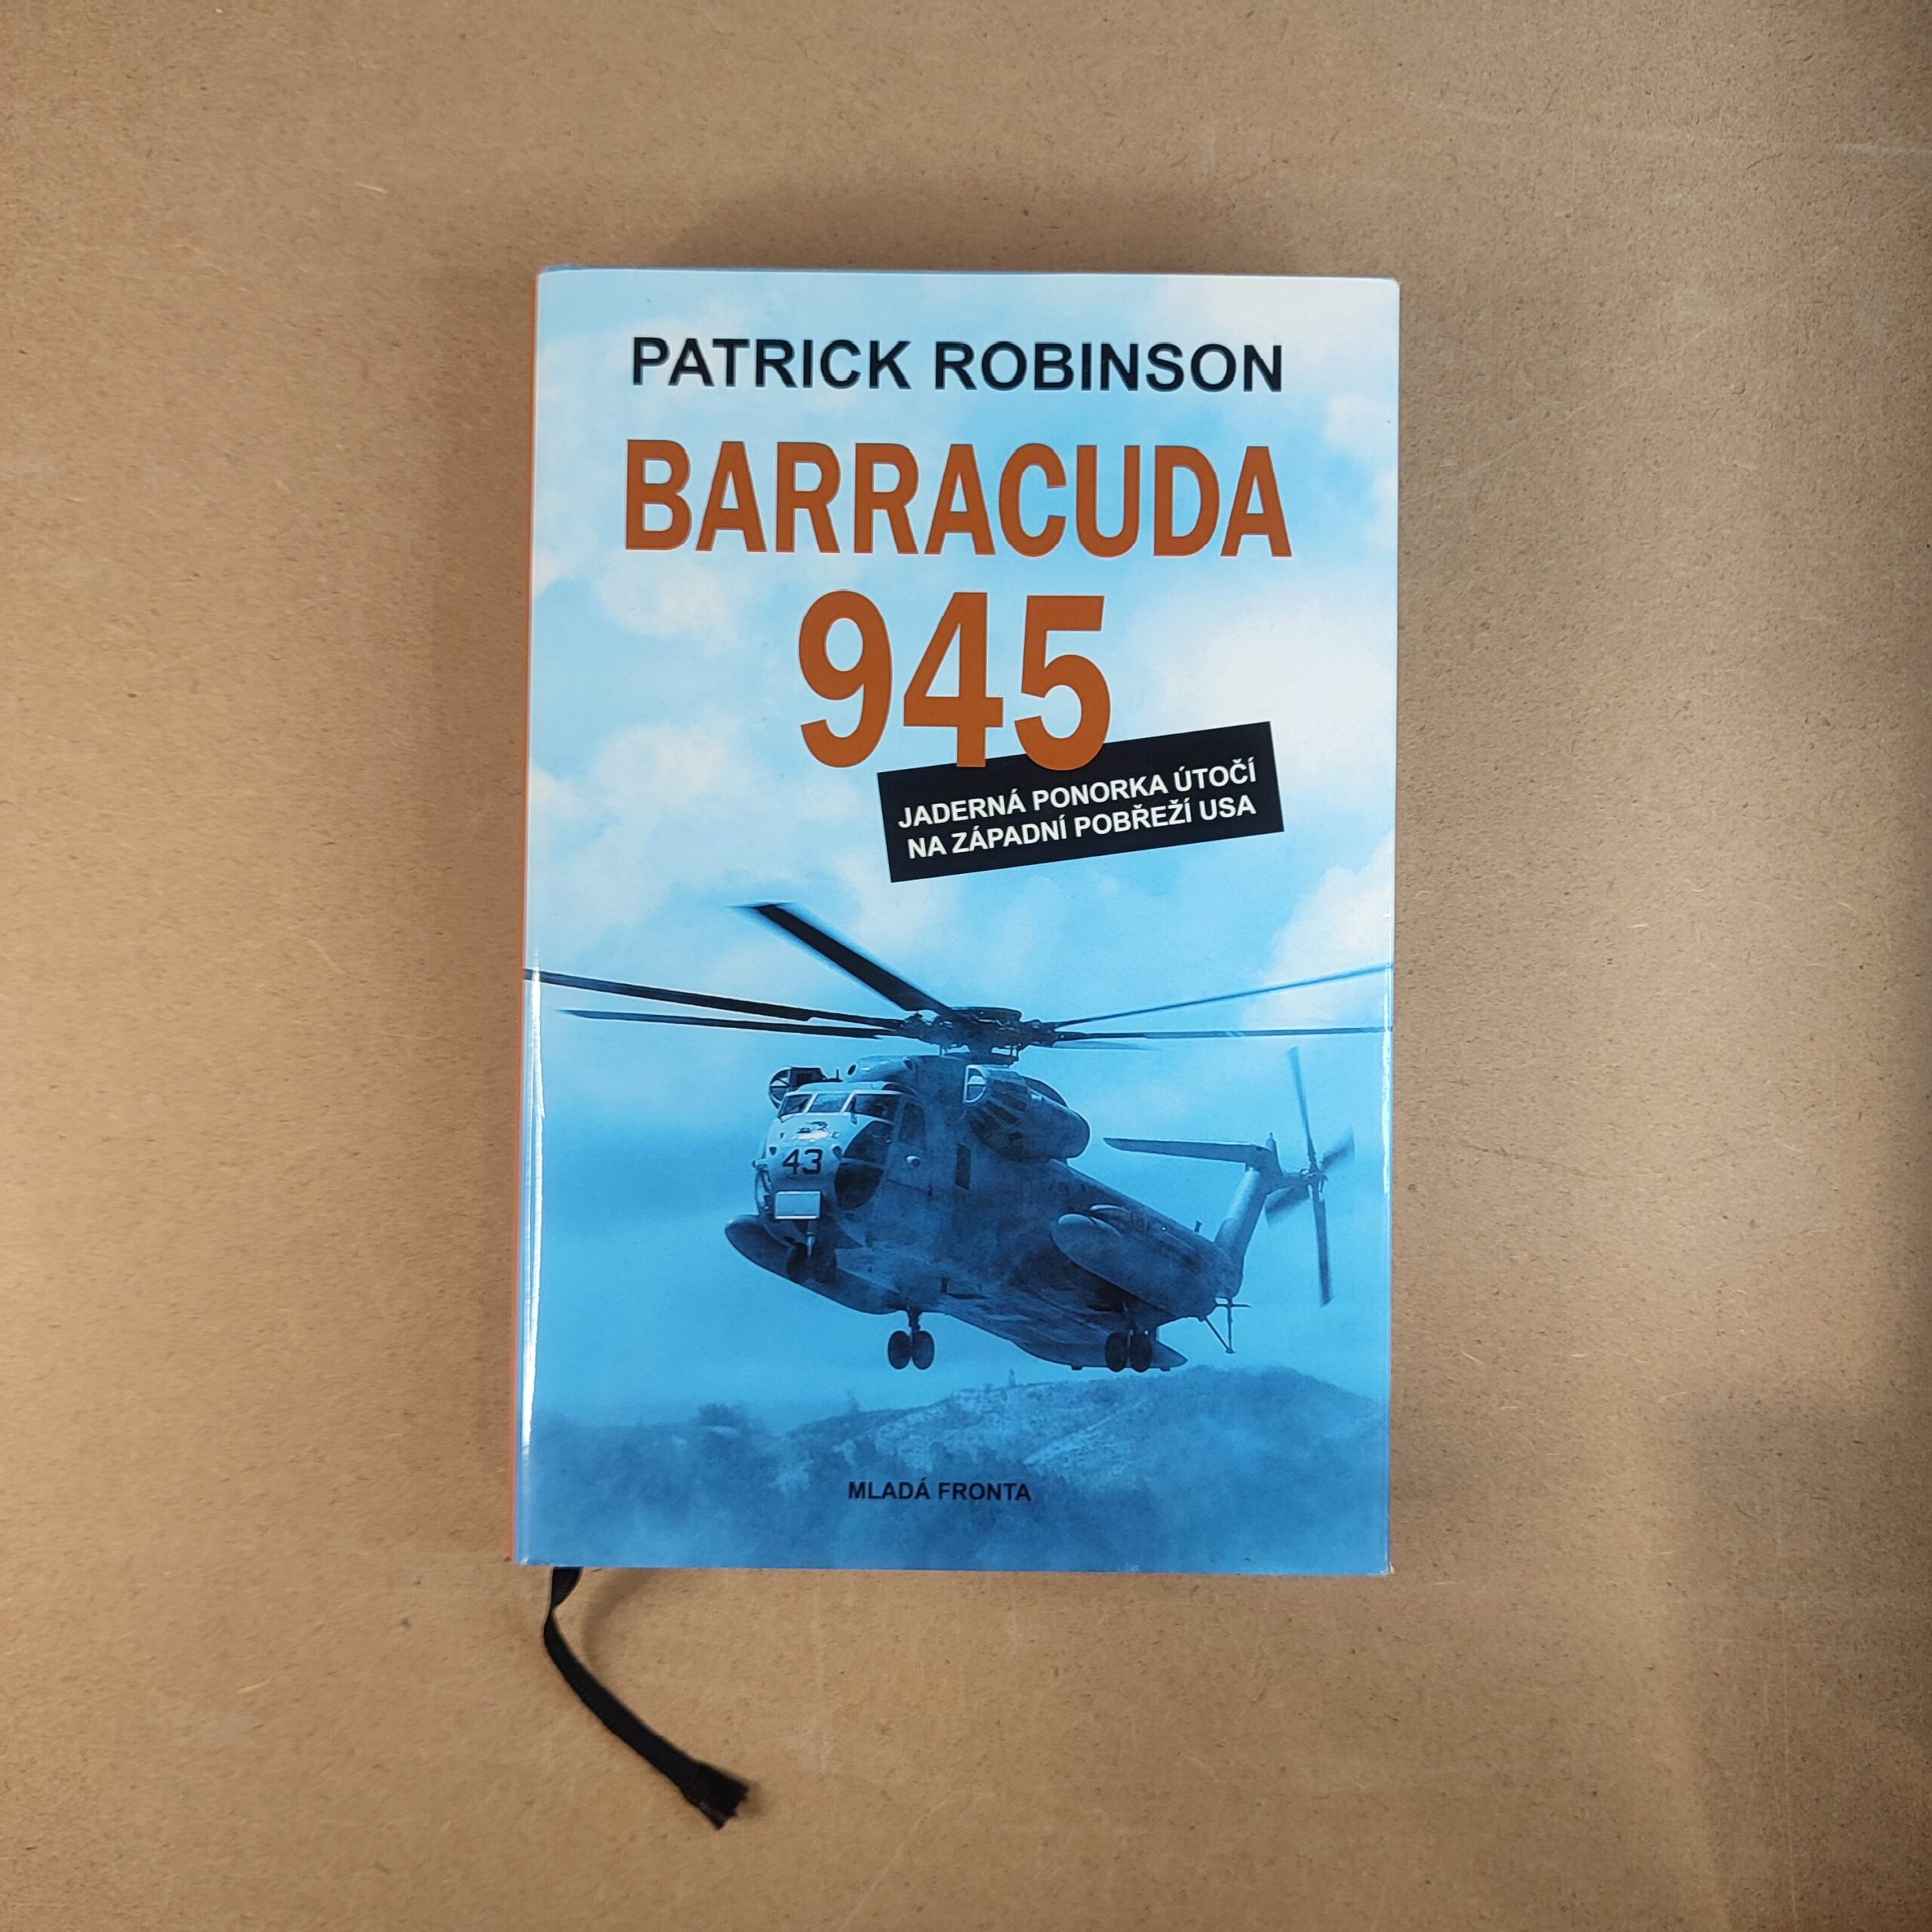 PATRICK ROBINSON
BARRACUDA
945
JADERNÁ PONORKA ÚTOČÍ
NA ZÁPADNÍ POBŘEŽÍ USA
43
MLADÁ FRONTA